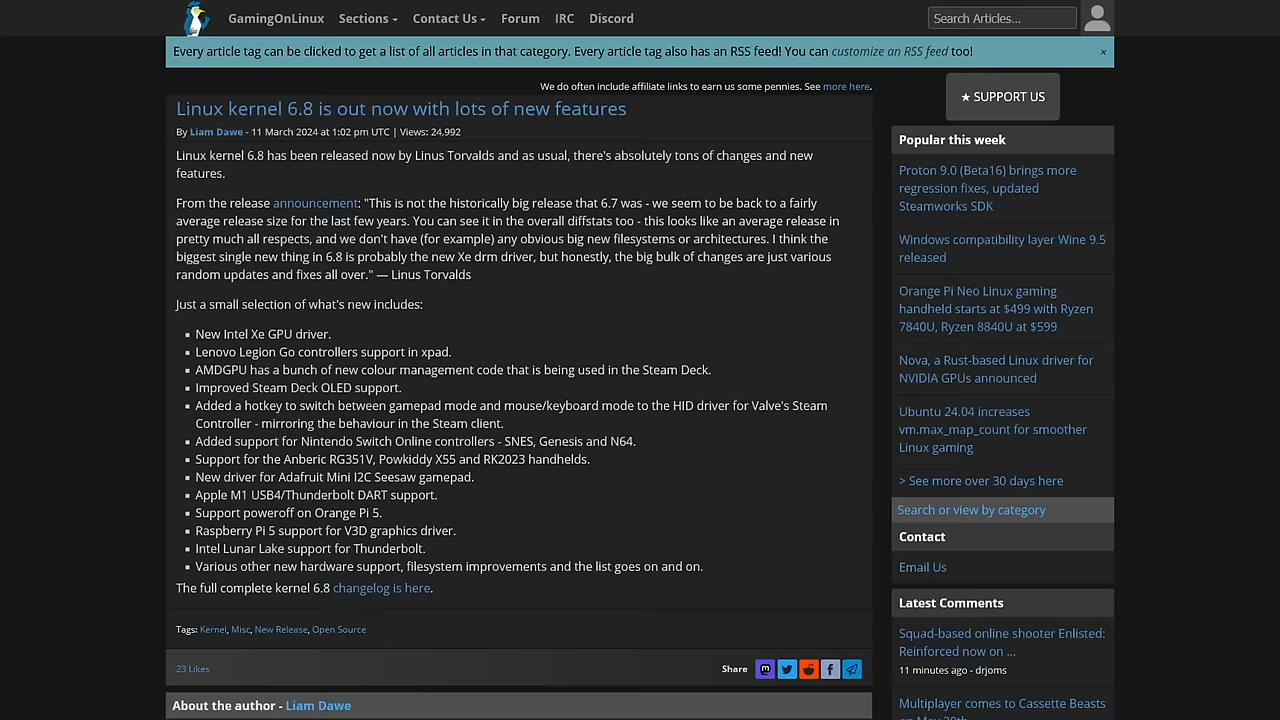 GamingOnLinux Sections Contact Us Forum IRC Discord Search Articles...
Every article tag can be clicked to get a list of all articles in that category. Every article tag also has an RSS feed! You can customize an RSS feed too! ×
We do often include affiliate links to earn us some pennies. See more here.
Linux kernel 6.8 is out now with lots of new features
By Liam Dawe - 11 March 2024 at 1:02 pm UTC | Views: 24,992
Linux kernel 6.8 has been released now by Linus Torvalds and as usual, there's absolutely tons of changes and new
features.
From the release announcement: "This is not the historically big release that 6.7 was - we seem to be back to a fairly
average release size for the last few years. You can see it in the overall diffstats too - this looks like an average release in
pretty much all respects, and we don't have (for example) any obvious big new filesystems or architectures. I think the
biggest single new thing in 6.8 is probably the new Xe drm driver, but honestly, the big bulk of changes are just various
random updates and fixes all over." — Linus Torvalds
Just a small selection of what's new includes:
▪ New Intel Xe GPU driver.
▪ Lenovo Legion Go controllers support in xpad.
▪ AMDGPU has a bunch of new colour management code that is being used in the Steam Deck.
▪ Improved Steam Deck OLED support.
▪ Added a hotkey to switch between gamepad mode and mouse/keyboard mode to the HID driver for Valve's Steam
Controller - mirroring the behaviour in the Steam client.
▪ Added support for Nintendo Switch Online controllers - SNES, Genesis and N64.
▪ Support for the Anberic RG351V, Powkiddy X55 and RK2023 handhelds.
▪ New driver for Adafruit Mini I2C Seesaw gamepad.
▪ Apple M1 USB4/Thunderbolt DART support.
▪ Support poweroff on Orange Pi 5.
▪ Raspberry Pi 5 support for V3D graphics driver.
▪ Intel Lunar Lake support for Thunderbolt.
▪ Various other new hardware support, filesystem improvements and the list goes on and on.
The full complete kernel 6.8 changelog is here.
Tags: Kernel, Misc, New Release, Open Source
23 Likes Share
About the author - Liam Dawe
★ SUPPORT US
Popular this week
Proton 9.0 (Beta16) brings more
regression fixes, updated
Steamworks SDK
Windows compatibility layer Wine 9.5
released
Orange Pi Neo Linux gaming
handheld starts at $499 with Ryzen
7840U, Ryzen 8840U at $599
Nova, a Rust-based Linux driver for
NVIDIA GPUs announced
Ubuntu 24.04 increases
vm.max_map_count for smoother
Linux gaming
> See more over 30 days here
Search or view by category
Contact
Email Us
Latest Comments
Squad-based online shooter Enlisted:
Reinforced now on ...
11 minutes ago - drjoms
Multiplayer comes to Cassette Beasts
on May 20th